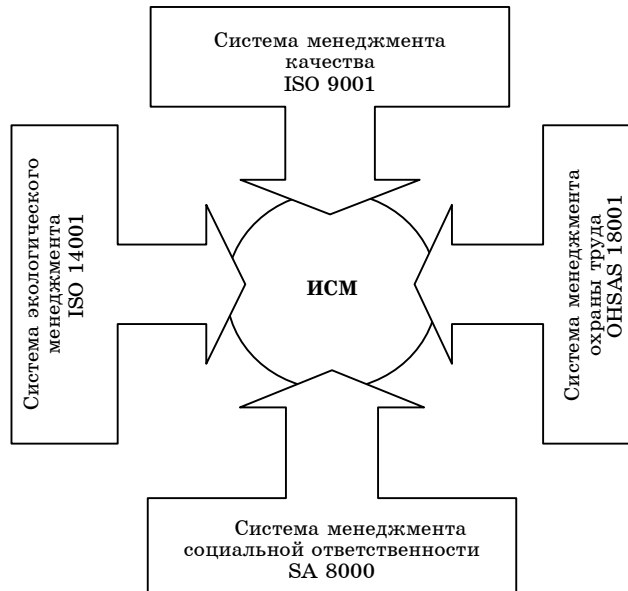 Система менеджмента
качества
ISO 9001
Система экологического
менеджмента
ISO 14001
ИСМ
Система менеджмента
охраны труда
OHSAS 18001
Система менеджмента
социальной ответственности
SA 8000